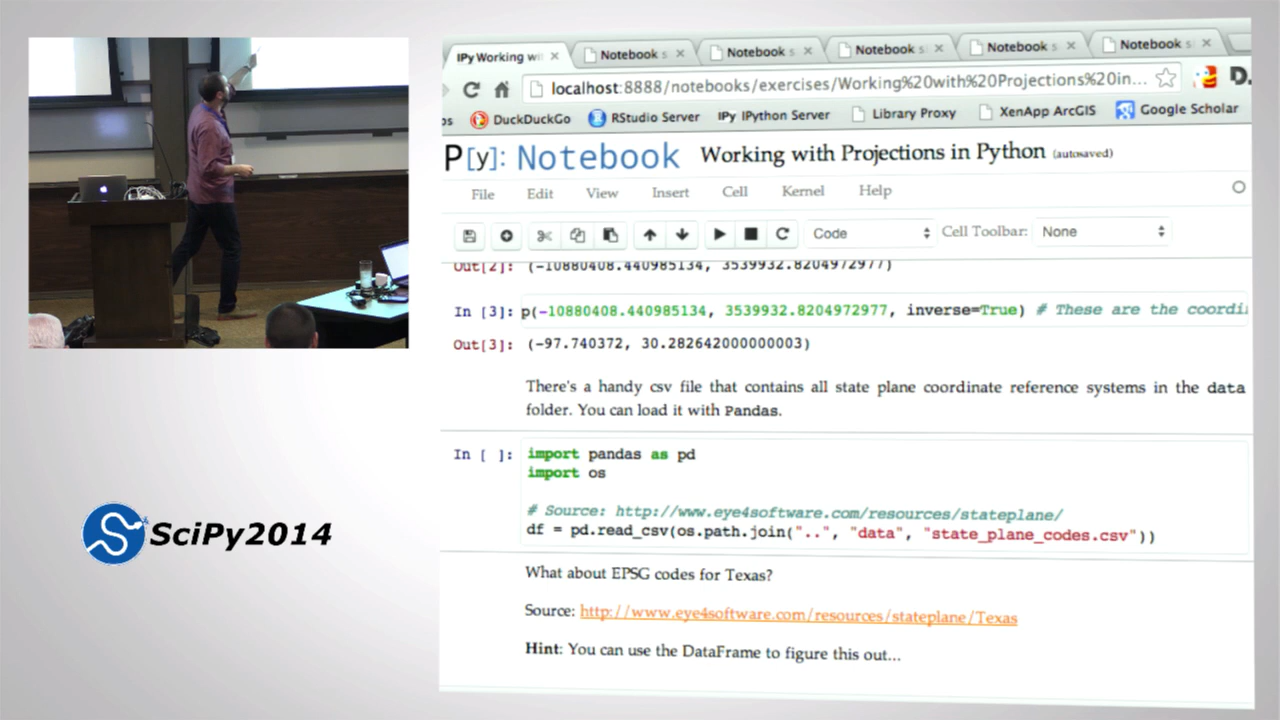 IPy Working wi
Notebook s
Notebook s
Notebook s
Notebook s
Notebook s
localhost:8888/notebooks/exercises/Working%20with%20Projections%20in...
D.
os DuckDuckGo RStudio Server IPy IPython Server Library Proxy XenApp ArcGIS Google Scholar
P[y]: Notebook Working with Projections in Python (autosaved)
File Edit View Insert Cell Kernel Help
Code Cell Toolbar: None
Out[2]: (-10880408.440985134, 3539932.8204972977)
In [3]: p(-10880408.440985134, 3539932.8204972977, inverse=True) # These are the coordi
Out[3]: (-97.740372, 30.282642000000003)
There's a handy csv file that contains all state plane coordinate reference systems in the data
folder. You can load it with Pandas.
In [ ]: import pandas as pd
import os
# Source: http://www.eye4software.com/resources/stateplane/
df = pd.read_csv(os.path.join("..", "data", "state_plane_codes.csv"))
What about EPSG codes for Texas?
Source: http://www.eye4software.com/resources/stateplane/Texas
Hint: You can use the DataFrame to figure this out...
SciPy2014